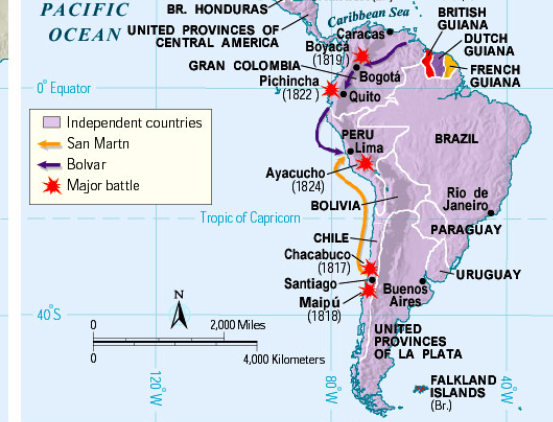 PACIFIC
OCEAN
BR. HONDURAS
UNITED PROVINCES OF
CENTRAL AMERICA
Caribbean Sea
Caracas
BRITISH
GUIANA
DUTCH
GUIANA
FRENCH
GUIANA
Boyacá
(1819)
GRAN COLOMBIA
Bogotá
Pichincha
(1822)
Quito
0° Equator
Independent countries
San Martn
Bolvar
Major battle
PERU
Lima
BRAZIL
Ayacucho
(1824)
BOLIVIA
Rio de
Janeiro
Tropic of Capricorn
PARAGUAY
CHILE
Chacabuco
(1817)
Santiago
URUGUAY
Buenos
Aires
Maipú
(1818)
N
40°S
0 2,000 Miles
0 4,000 Kilometers
UNITED
PROVINCES
OF LA PLATA
FALKLAND
ISLANDS
(Br.)
120°W
80°W
40°W